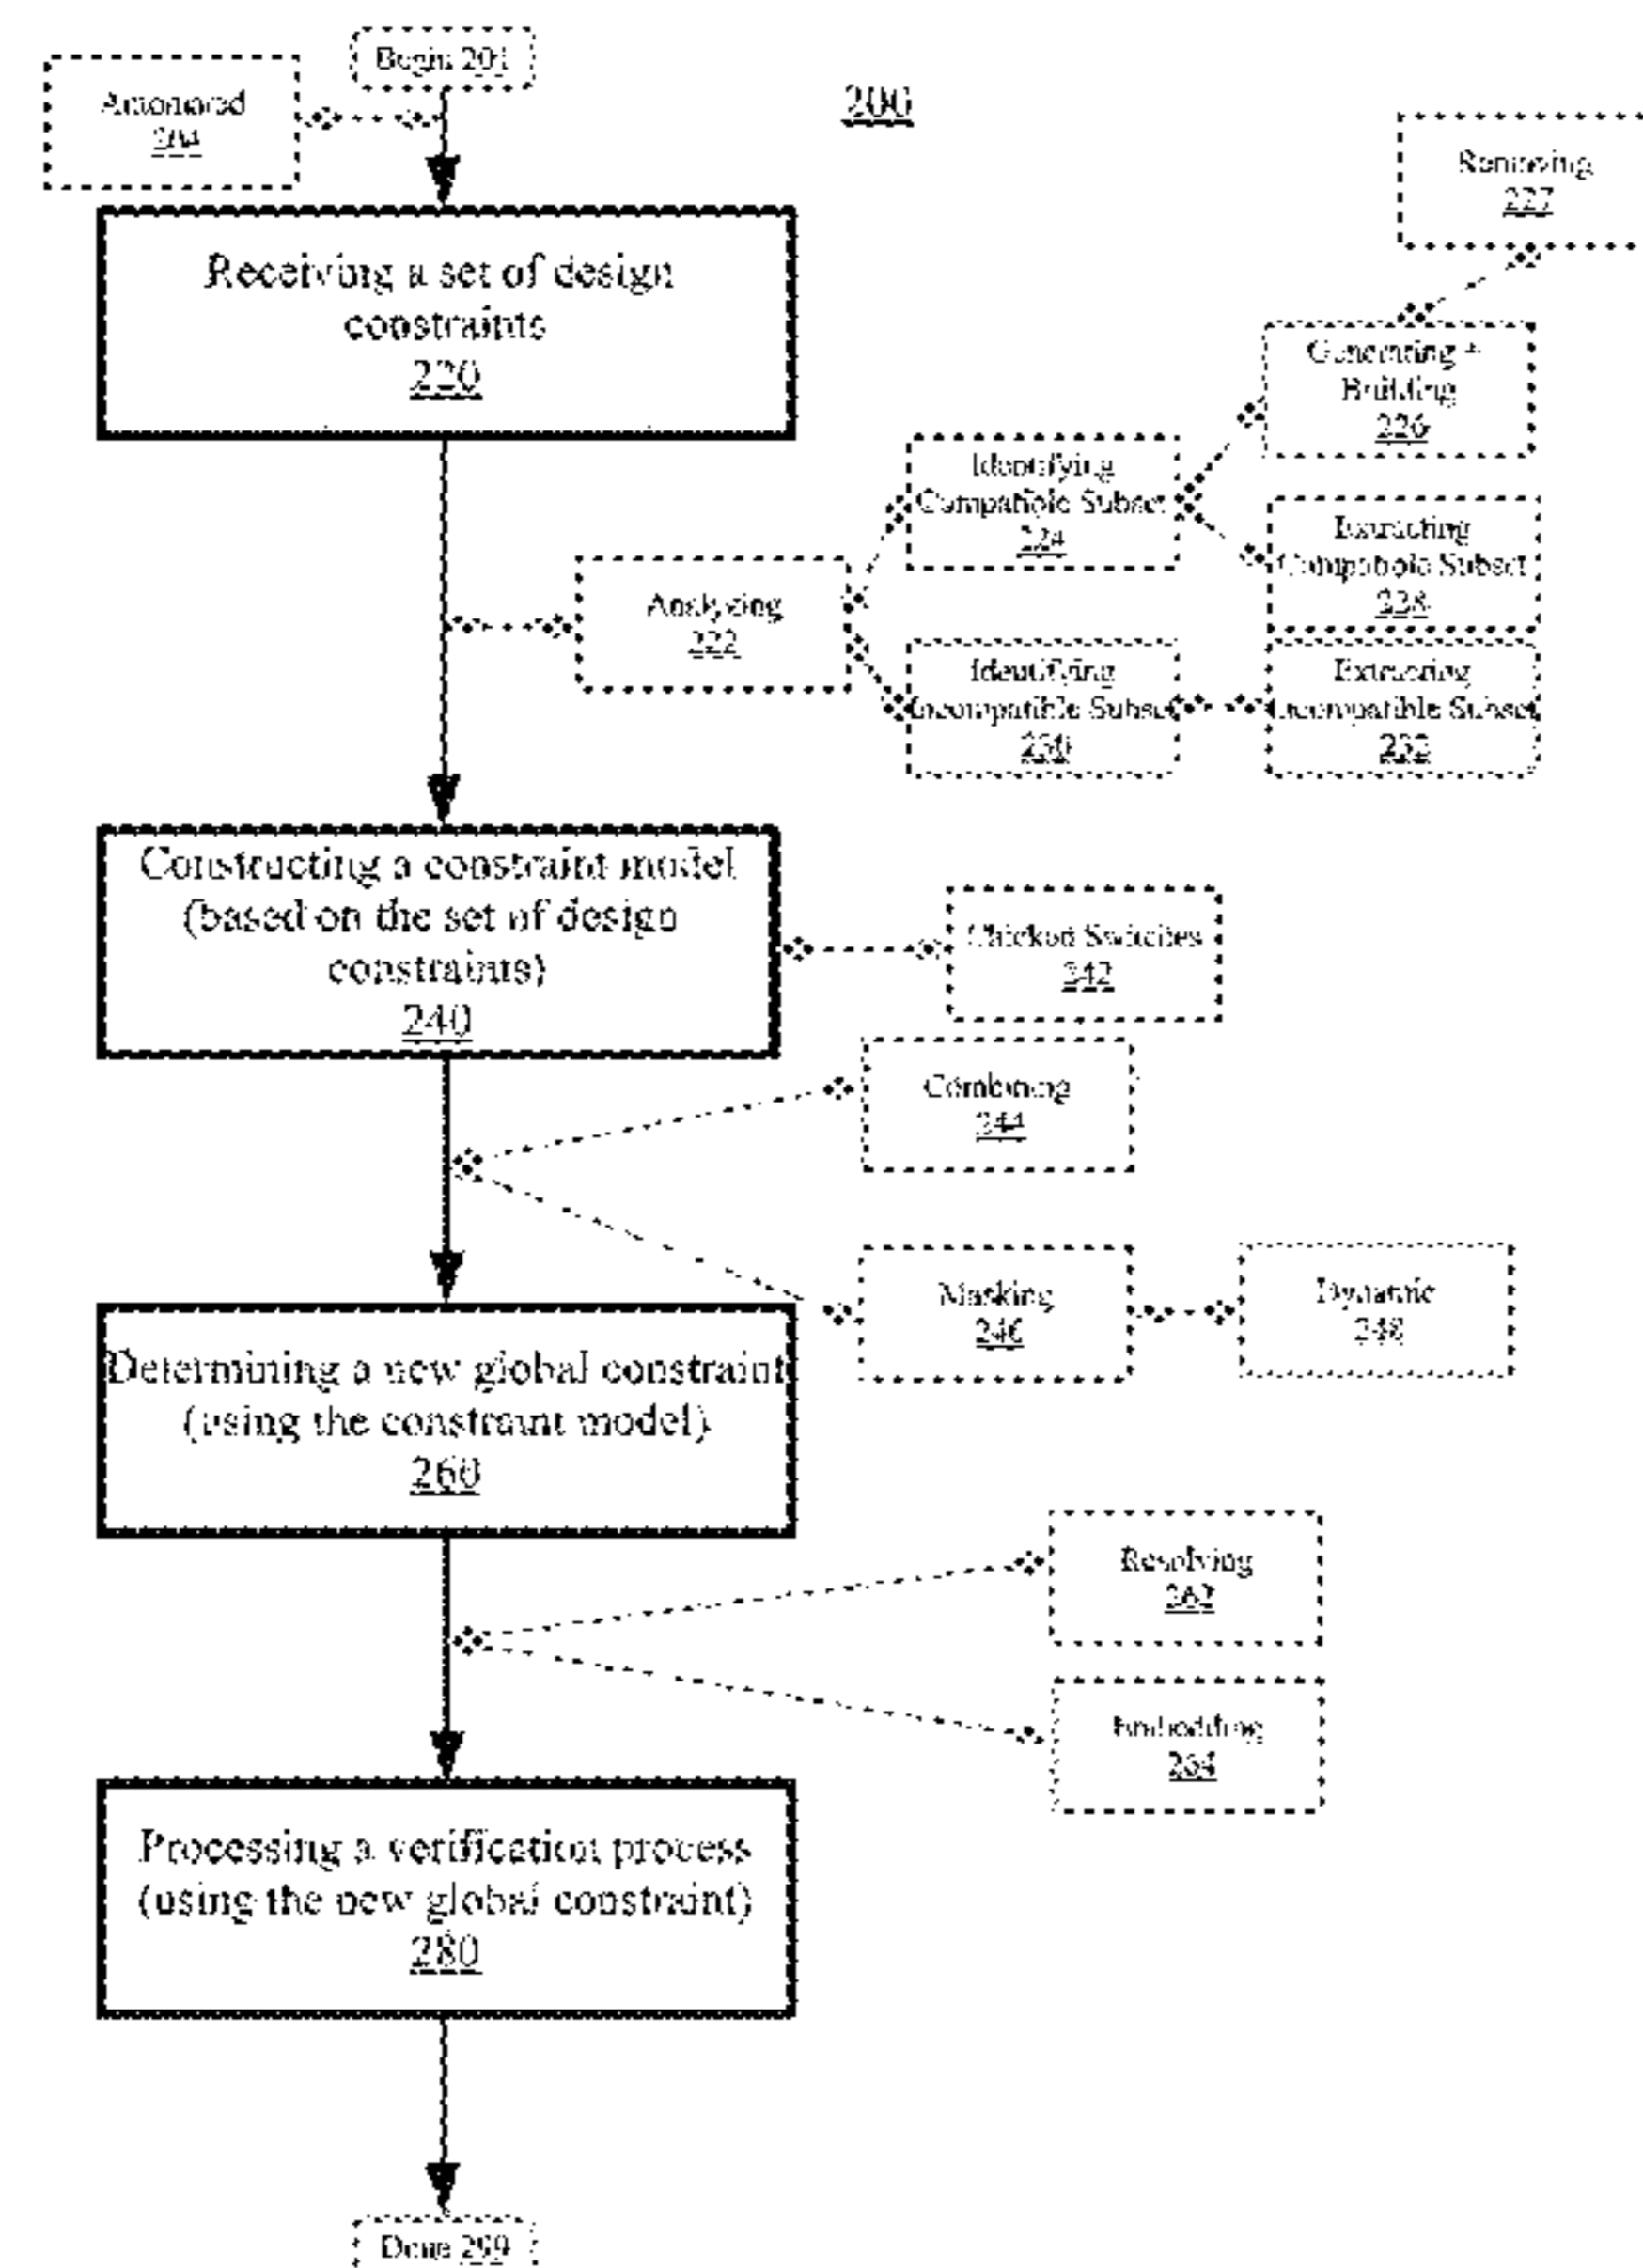 Begin 201
Automated
204
200
Removing
227
Receiving a set of design
constraints
220
Generating +
Building
226
Identifying
Compatible Subset
224
Extracting
Compatible Subset
228
Analyzing
222
Identifying
Incompatible Subset
230
Extracting
Incompatible Subset
232
Constructing a constraint model
(based on the set of design
constraints)
240
Chicken Switches
242
Combining
244
Masking
246
Dynamic
248
Determining a new global constraint
(using the constraint model)
260
Resolving
262
Embedding
264
Processing a verification process
(using the new global constraint)
280
Done 299